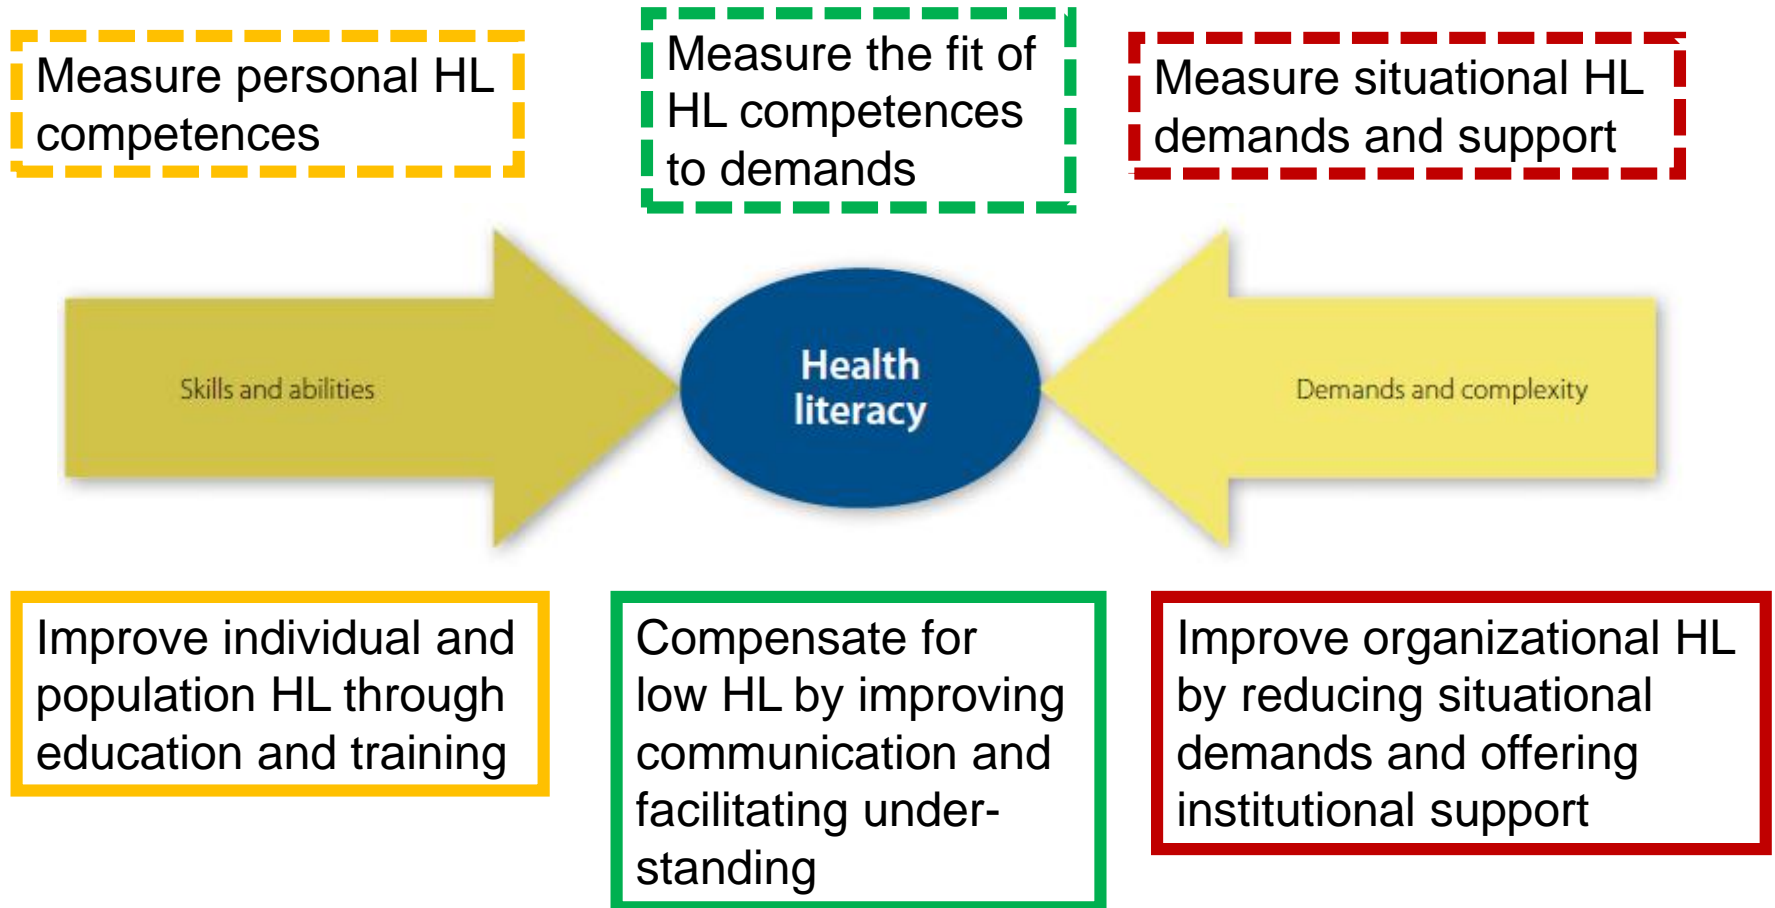 Measure personal HL
competences
Measure the fit of
HL competences
to demands
Measure situational HL
demands and support
Skills and abilities
Health
literacy
Demands and complexity
Improve individual and
population HL through
education and training
Compensate for
low HL by improving
communication and
facilitating under-
standing
Improve organizational HL
by reducing situational
demands and offering
institutional support